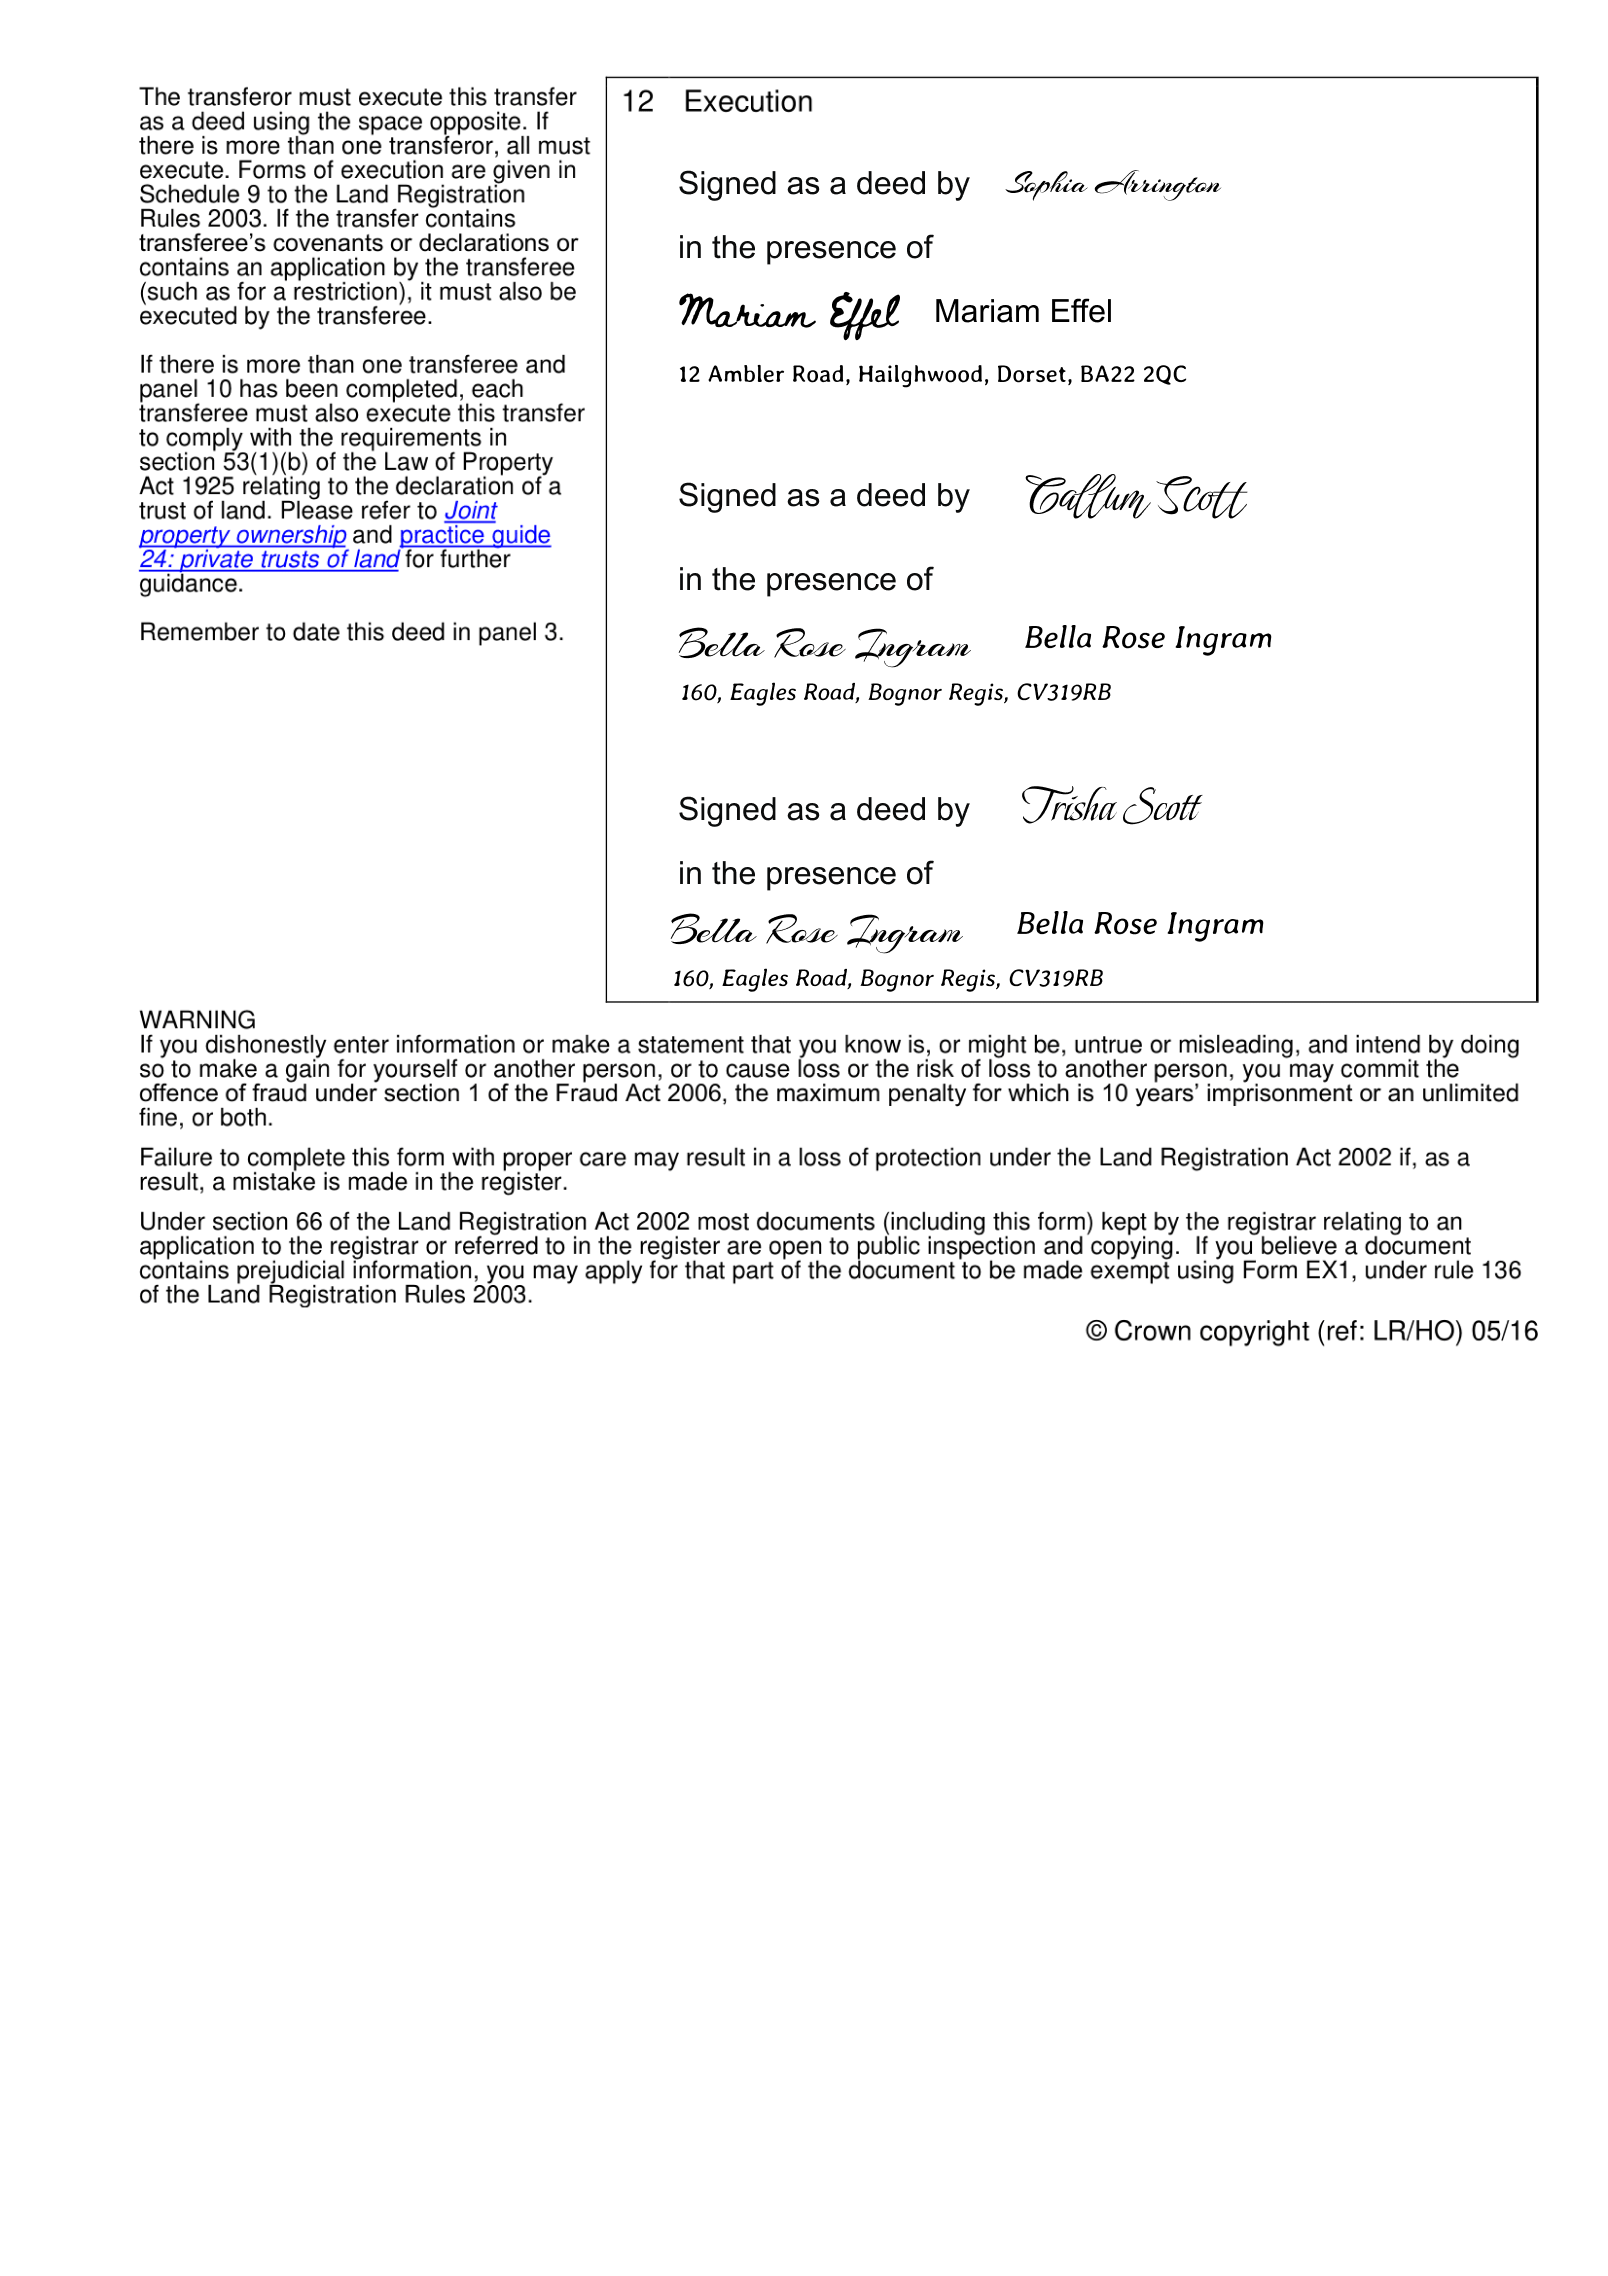 The transferor must execute this transfer
as a deed using the space opposite. If
there is more than one transferor, all must
execute. Forms of execution are given in
Schedule 9 to the Land Registration
Rules 2003. If the transfer contains
transferee's covenants or declarations or
contains an application by the transferee
(such as for a restriction), it must also be
executed by the transferee.
If there is more than one transferee and
panel 10 has been completed, each
transferee must also execute this transfer
to comply with the requirements in
section 53(1)(b) of the Law of Property
Act 1925 relating to the declaration of a
trust of land. Please refer to Joint
property ownership and practice guide
24: private trusts of land for further
guidance.
Remember to date this deed in panel 3.
12 Execution
Signed as a deed by Sophia Arrington
in the presence of
Mariam Effel Mariam Effel
12 Ambler Road, Hailghwood, Dorset, BA22 2QC
Signed as a deed by Callum Scott
in the presence of
Bella Rose Ingram Bella Rose Ingram
160, Eagles Road, Bognor Regis, CV319RB
Signed as a deed by Trisha Scott
in the presence of
Bella Rose Ingram Bella Rose Ingram
160, Eagles Road, Bognor Regis, CV319RB
WARNING
If you dishonestly enter information or make a statement that you know is, or might be, untrue or misleading, and intend by doing
so to make a gain for yourself or another person, or to cause loss or the risk of loss to another person, you may commit the
offence of fraud under section 1 of the Fraud Act 2006, the maximum penalty for which is 10 years' imprisonment or an unlimited
fine, or both.
Failure to complete this form with proper care may result in a loss of protection under the Land Registration Act 2002 if, as a
result, a mistake is made in the register.
Under section 66 of the Land Registration Act 2002 most documents (including this form) kept by the registrar relating to an
application to the registrar or referred to in the register are open to public inspection and copying. If you believe a document
contains prejudicial information, you may apply for that part of the document to be made exempt using Form EX1, under rule 136
of the Land Registration Rules 2003.
© Crown copyright (ref: LR/HO) 05/16